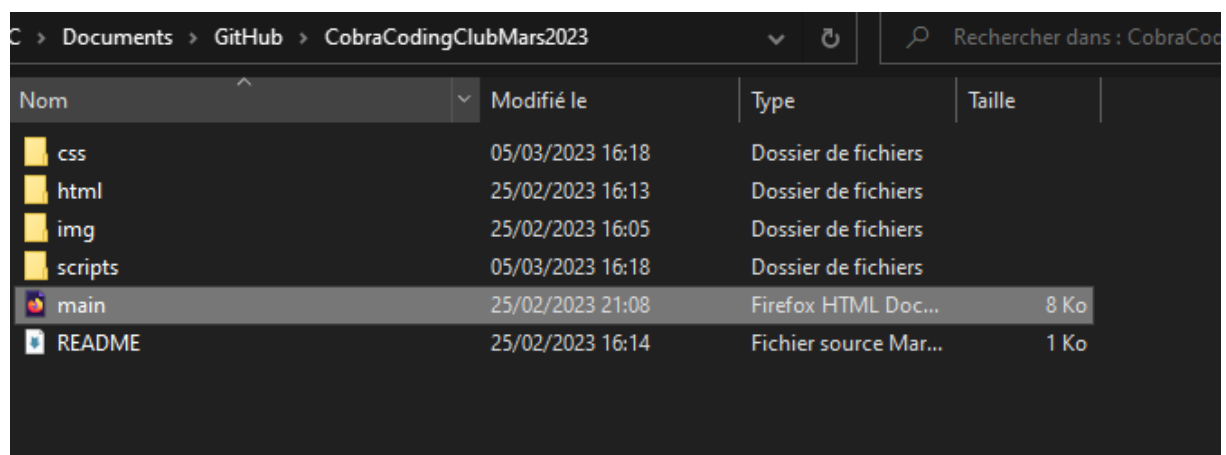 C > Documents > GitHub > CobraCodingClubMars2023 Rechercher dans : CobraCod
Nom Modifié le Type Taille
css 05/03/2023 16:18 Dossier de fichiers
html 25/02/2023 16:13 Dossier de fichiers
img 25/02/2023 16:05 Dossier de fichiers
scripts 05/03/2023 16:18 Dossier de fichiers
main 25/02/2023 21:08 Firefox HTML Doc... 8 Ko
README 25/02/2023 16:14 Fichier source Mar... 1 Ko